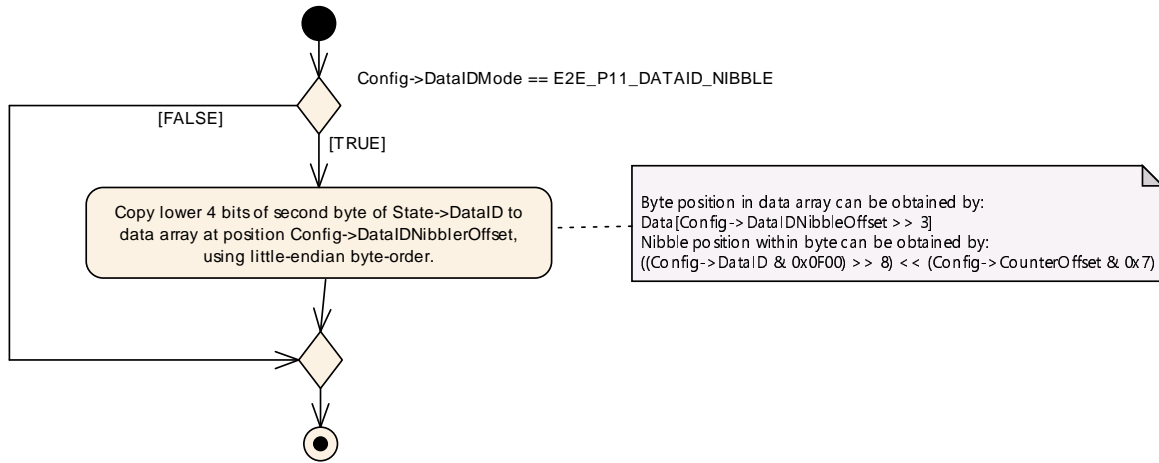 Config->DataIDMode == E2E_P11_DATAID_NIBBLE
[FALSE]
[TRUE]
Copy lower 4 bits of second byte of State->DataID to
data array at position Config->DataIDNibblerOffset,
using little-endian byte-order.
Byte position in data array can be obtained by:
Data[Config->DataIDNibbleOffset >> 3]
Nibble position within byte can be obtained by:
((Config->DataID & 0x0F00) >> 8) << (Config->CounterOffset & 0x7)